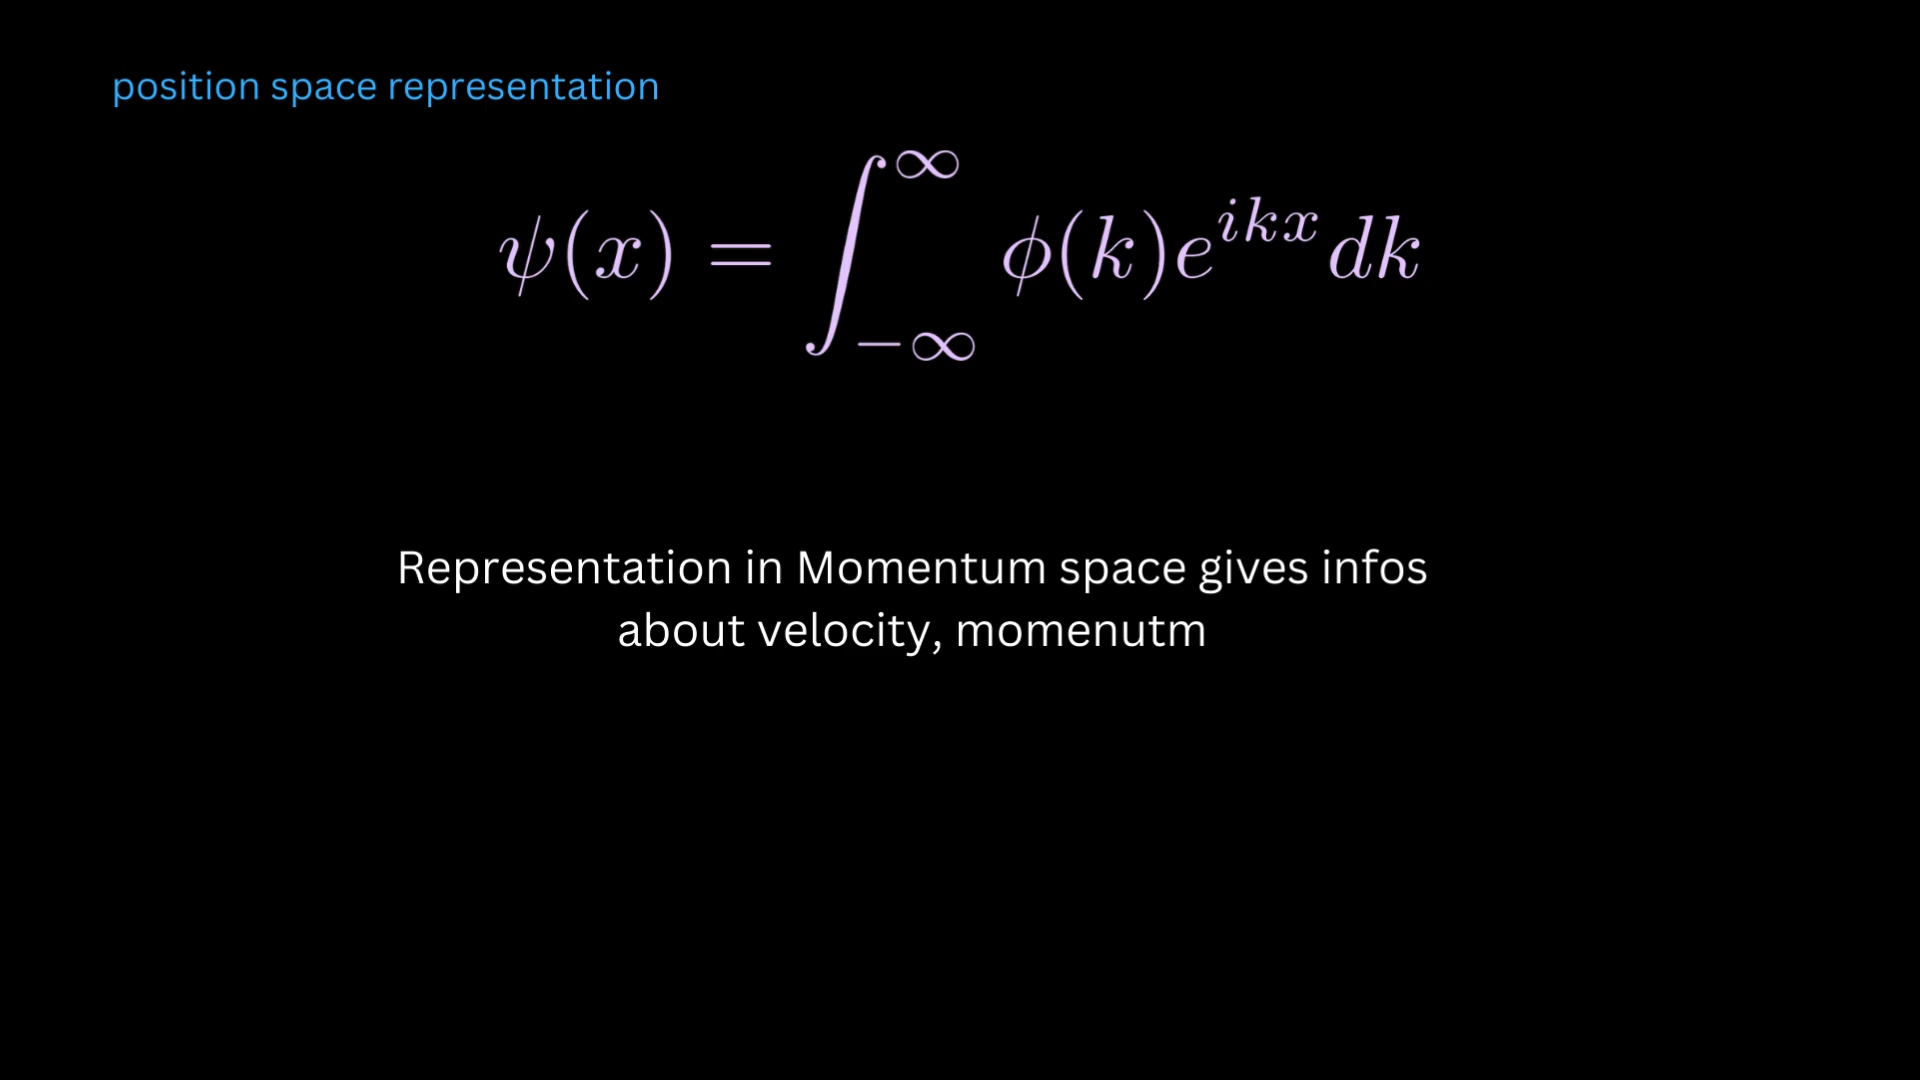 position space representation
ψ(x) = ∫_{-∞}^{∞} ϕ(k)e^{ikx}dk
Representation in Momentum space gives infos
about velocity, momenutm